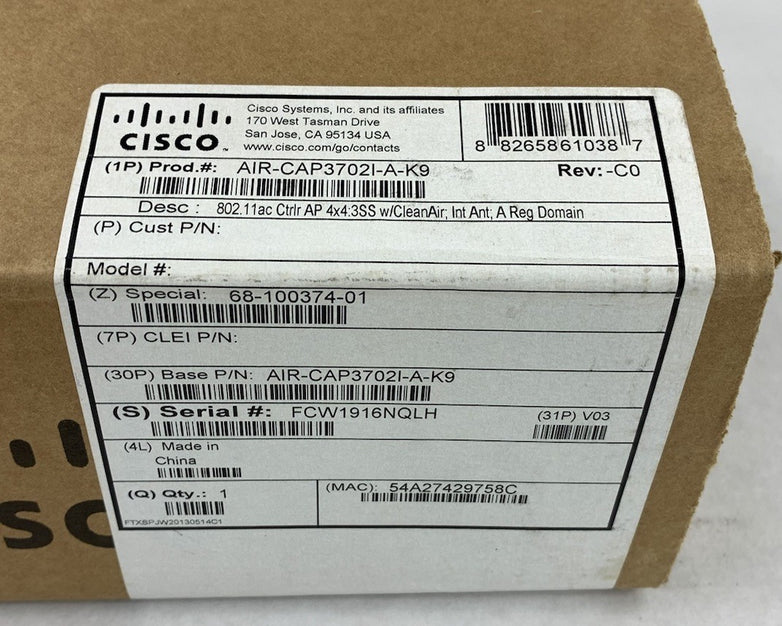 Cisco Systems, Inc. and its affiliates
170 West Tasman Drive
San Jose, CA 95134 USA
www.cisco.com/go/contacts
CISCO™
8 82658 61038 7
(1P) Prod.#: AIR-CAP3702I-A-K9 Rev:-C0
Desc : 802.11ac Ctrlr AP 4x4:3SS w/CleanAir; Int Ant; A Reg Domain
(P) Cust P/N:
Model #:
(Z) Special: 68-100374-01
(7P) CLEI P/N:
(30P) Base P/N: AIR-CAP3702I-A-K9
(S) Serial #: FCW1916NQLH (31P) V03
(4L) Made in
China
(Q) Qty.: 1 (MAC): 54A27429758C
FTXSPJW20130514C1
SC